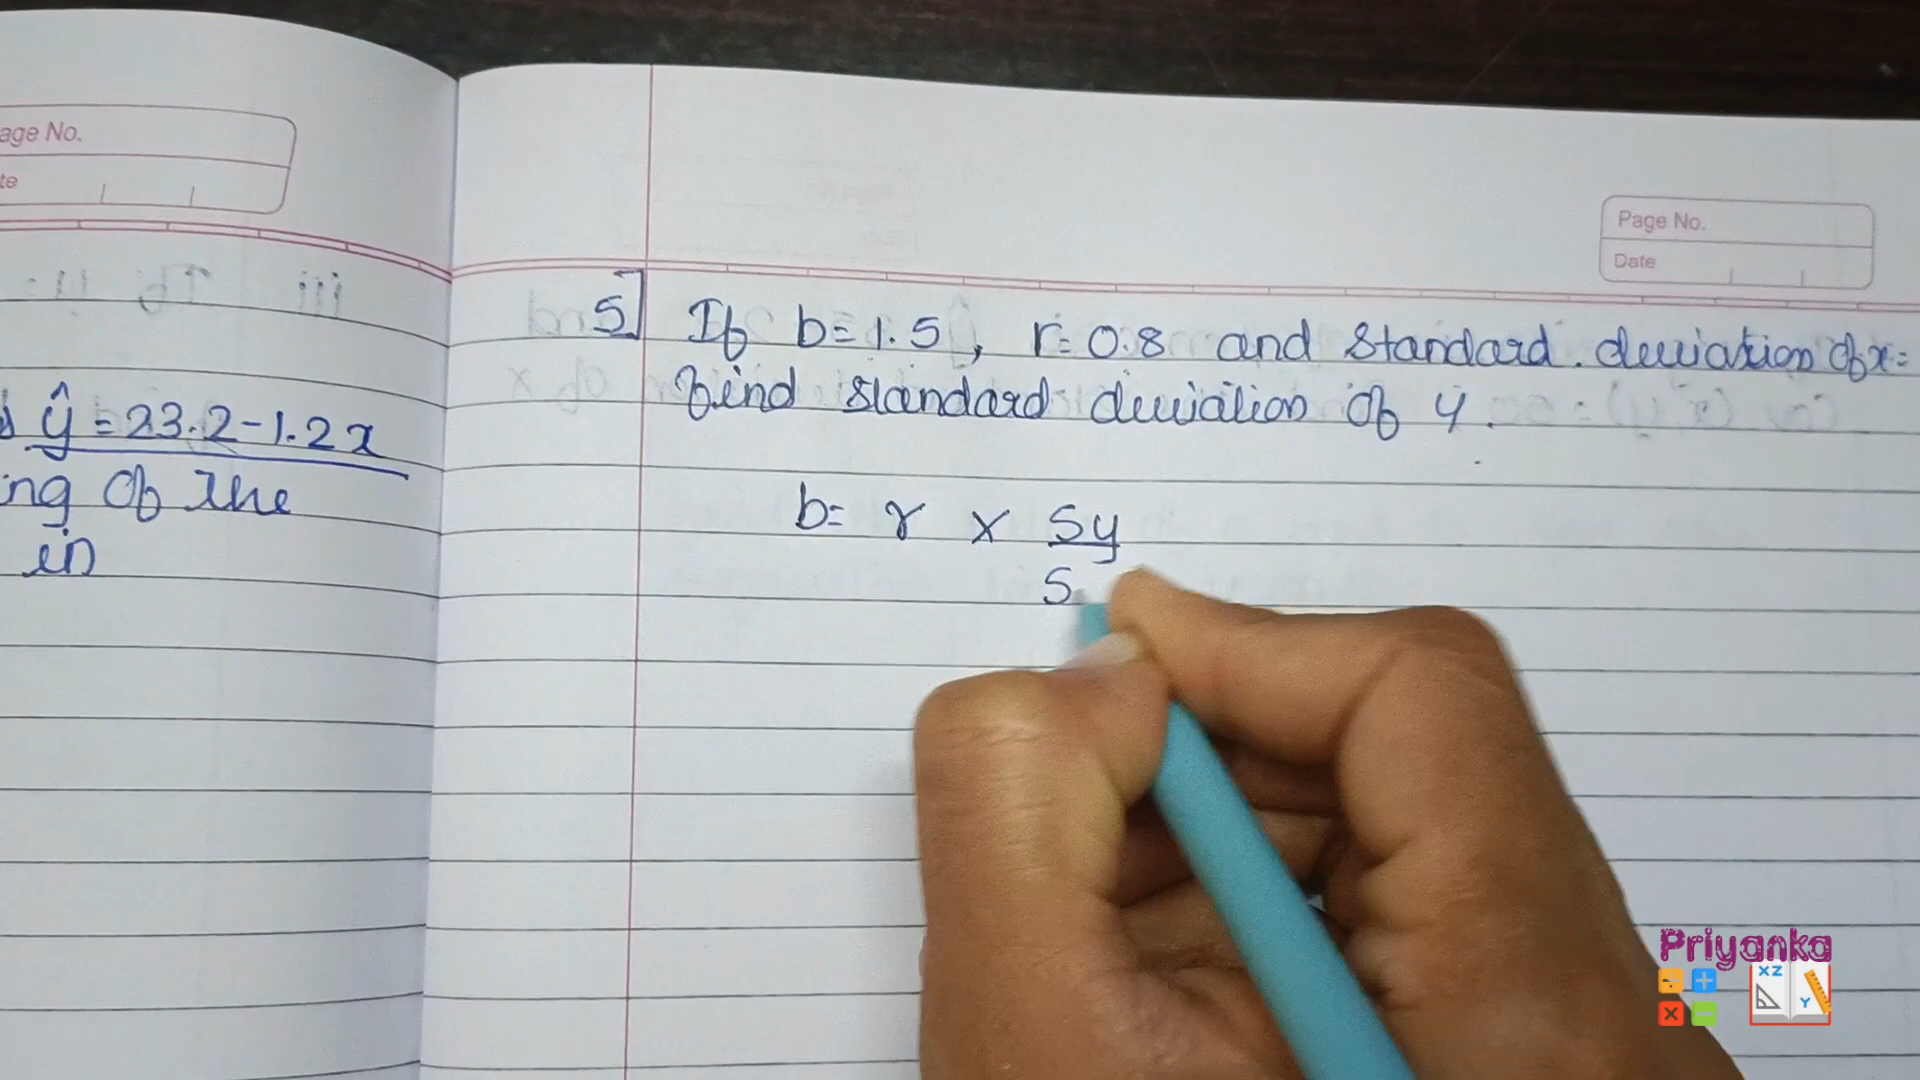 age No.
te
ŷ = 23.2-1.2x
ng of the
in
Page No.
Date
5] If b=1.5, r=0.8 and standard. deviation of x=
find standard deviation of y.
b= r x Sy
S
Priyanka
XZ
Y